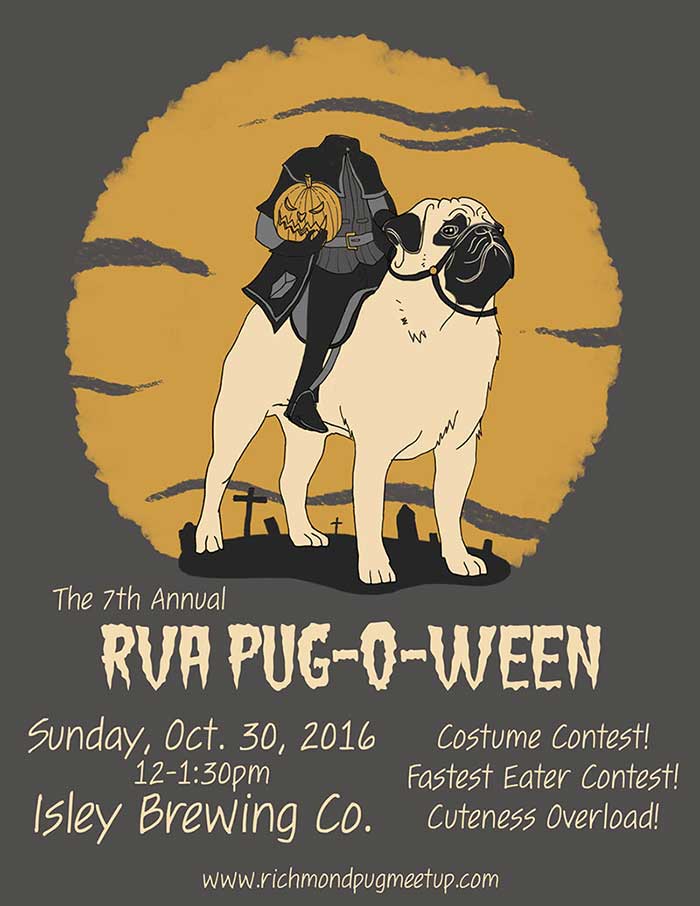 The 7th Annual
RVA PUG-O-WEEN
Sunday, Oct. 30, 2016
12-1:30pm
Isley Brewing Co.
Costume Contest!
Fastest Eater Contest!
Cuteness Overload!
www.richmondpugmeetup.com